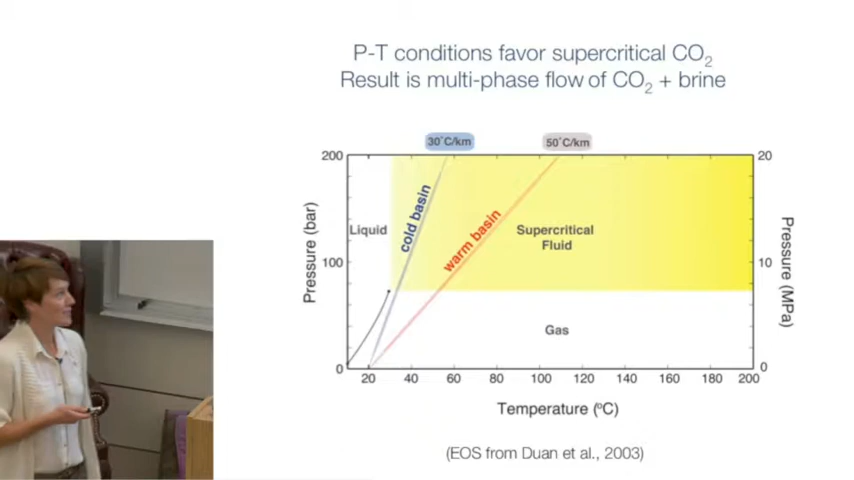 P-T conditions favor supercritical CO₂
Result is multi-phase flow of CO₂ + brine
30˚C/km
50˚C/km
200
20
Liquid
cold basin
warm basin
Supercritical
Fluid
Pressure (bar)
100
10
Pressure (MPa)
Gas
0
0
20
40
60
80
100
120
140
160
180
200
Temperature (ºC)
(EOS from Duan et al., 2003)